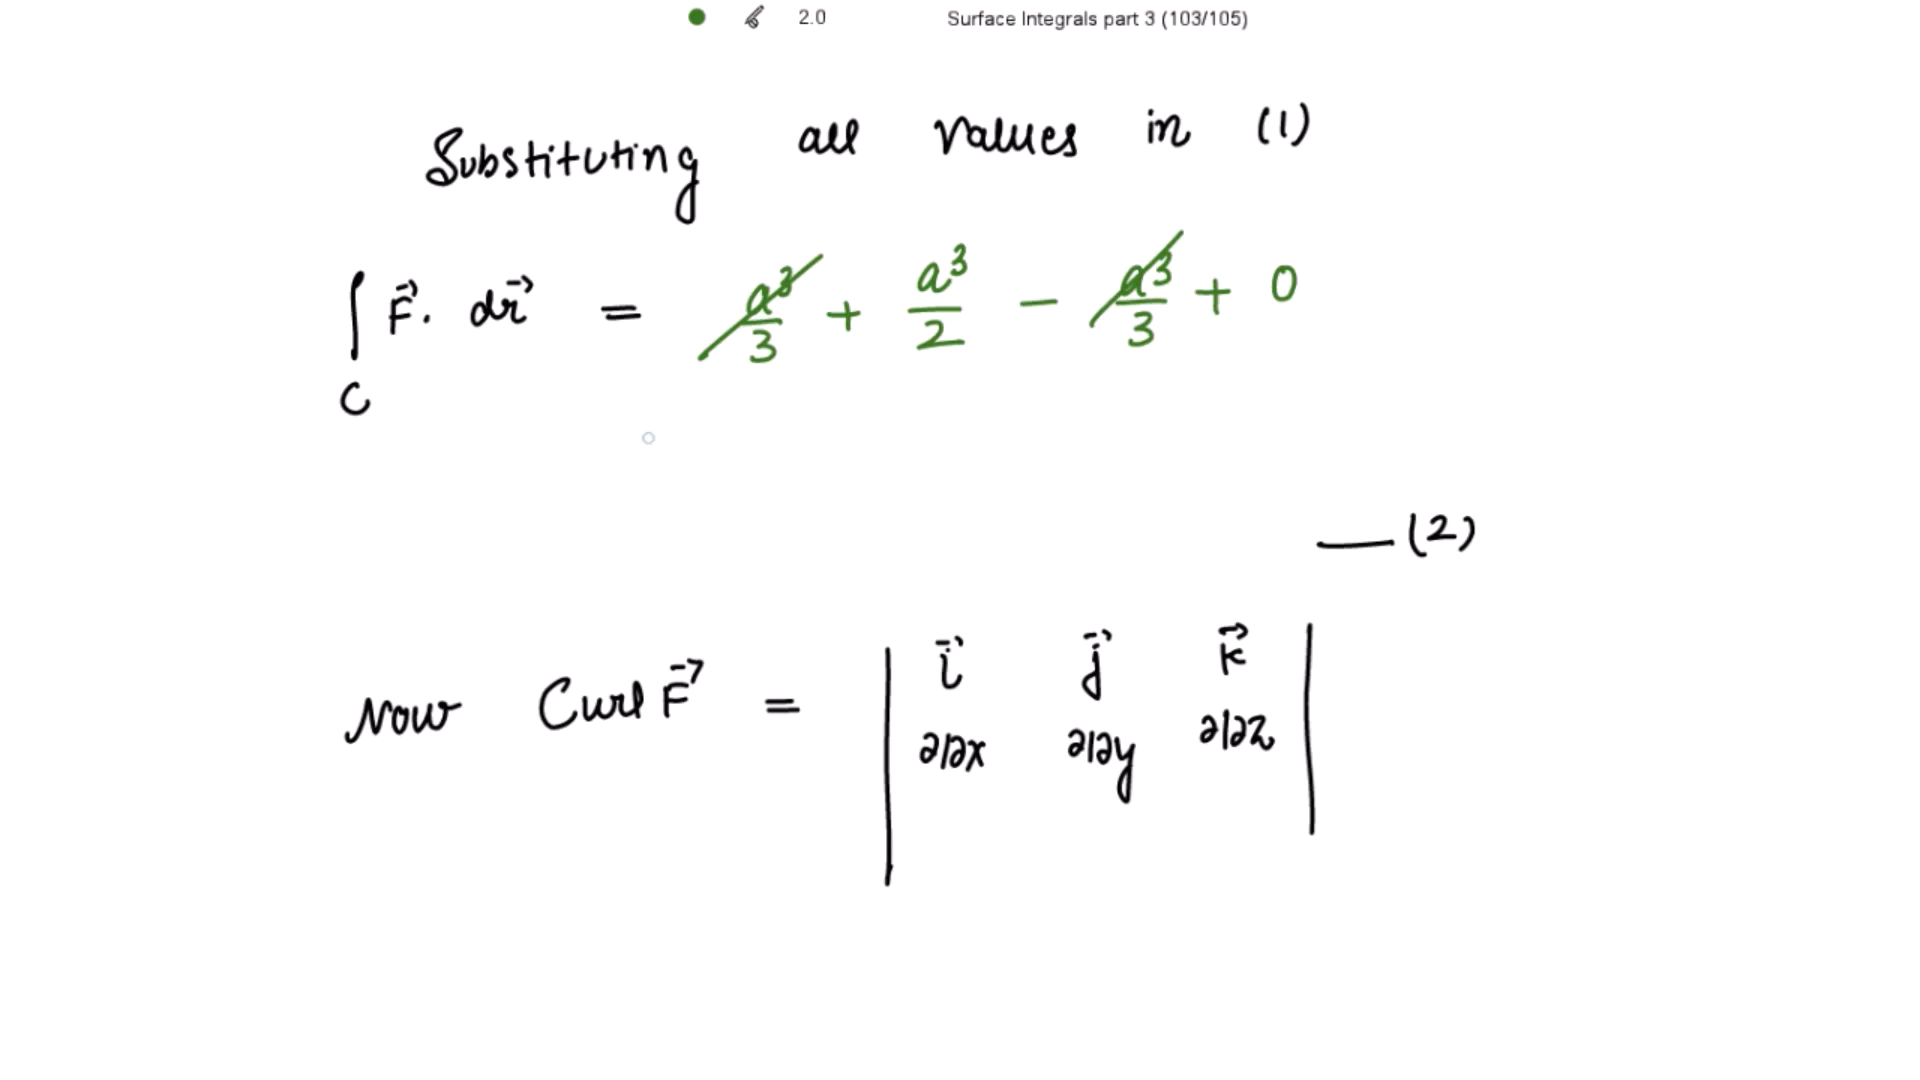 2.0 Surface Integrals part 3 (103/105)
Substituting all values in (1)
∫_C F⃗ . dr⃗ = a³/3 + a³/2 − a³/3 + 0
— (2)
Now Curl F⃗ = | i⃗ j⃗ k⃗ |
∂/∂x ∂/∂y ∂/∂z